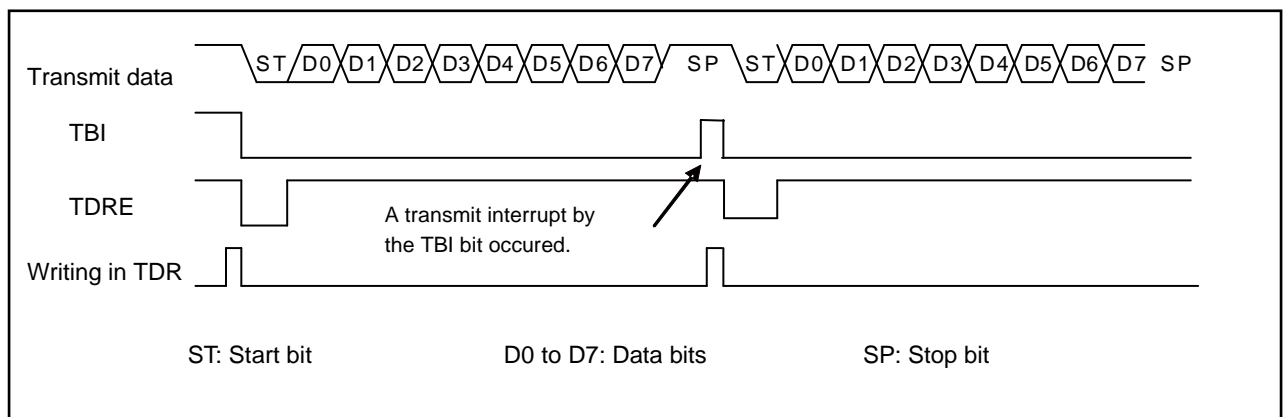 Transmit data ST D0 D1 D2 D3 D4 D5 D6 D7 SP ST D0 D1 D2 D3 D4 D5 D6 D7 SP
TBI
TDRE
A transmit interrupt by
the TBI bit occured.
Writing in TDR
ST: Start bit D0 to D7: Data bits SP: Stop bit